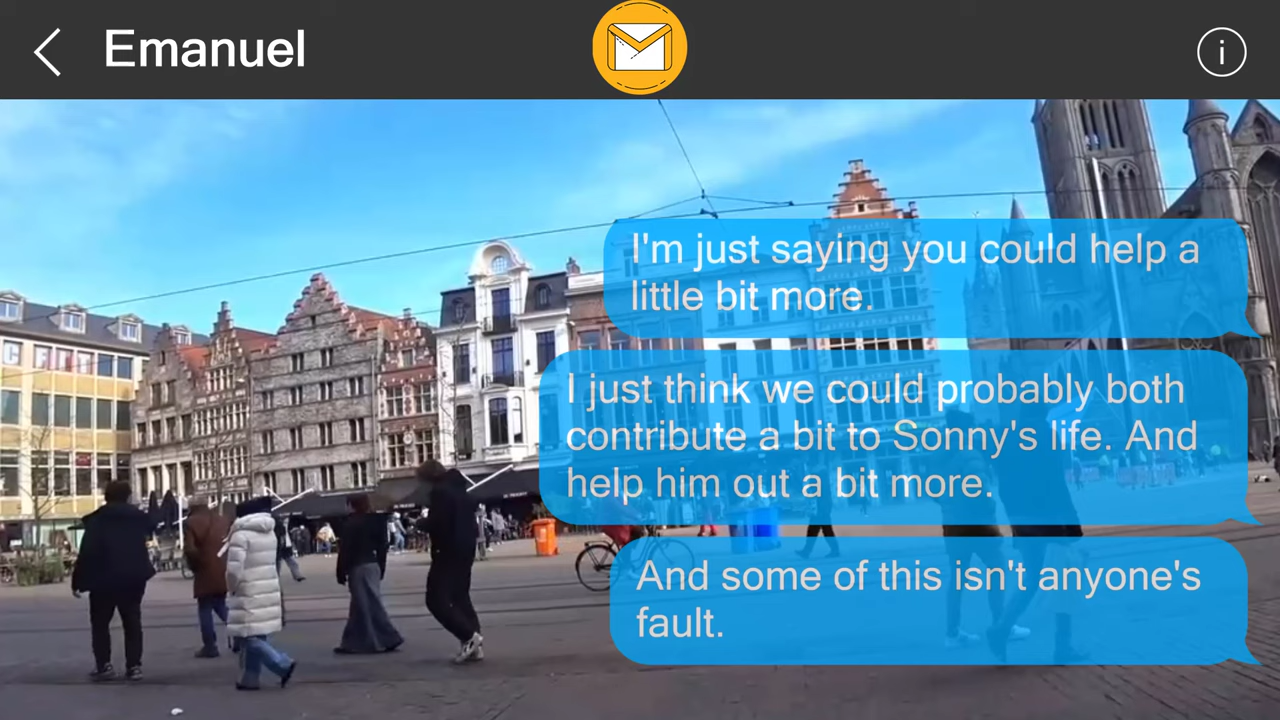 Emanuel
I'm just saying you could help a
little bit more.
I just think we could probably both
contribute a bit to Sonny's life. And
help him out a bit more.
And some of this isn't anyone's
fault.